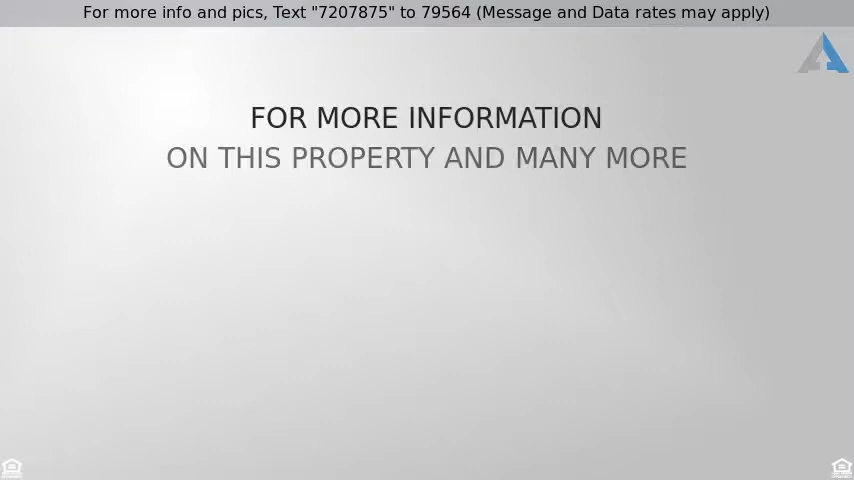 For more info and pics, Text "7207875" to 79564 (Message and Data rates may apply)
FOR MORE INFORMATION
ON THIS PROPERTY AND MANY MORE